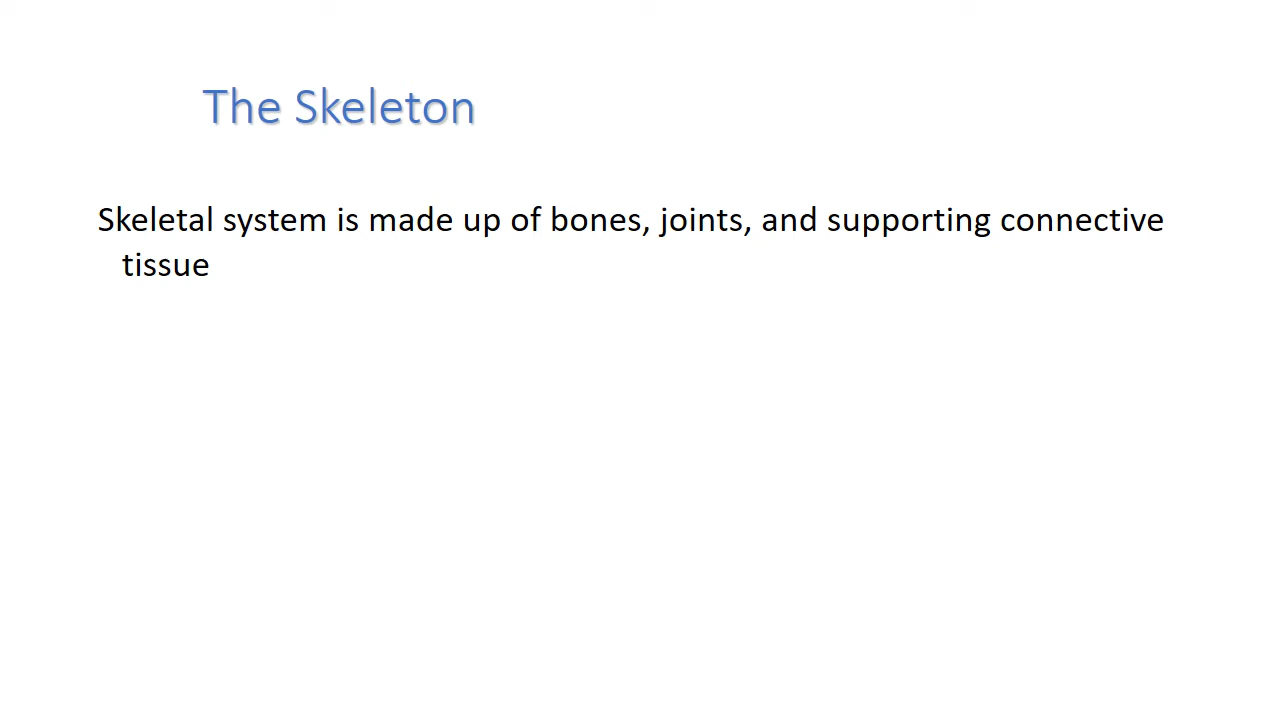 The Skeleton
Skeletal system is made up of bones, joints, and supporting connective
tissue